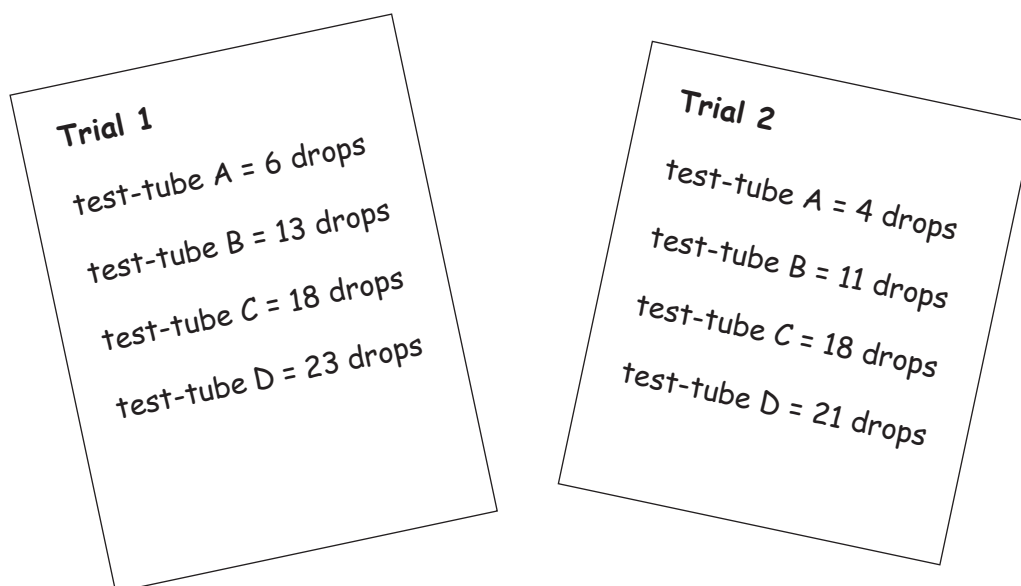 Trial 1
test-tube A = 6 drops
test-tube B = 13 drops
test-tube C = 18 drops
test-tube D = 23 drops
Trial 2
test-tube A = 4 drops
test-tube B = 11 drops
test-tube C = 18 drops
test-tube D = 21 drops